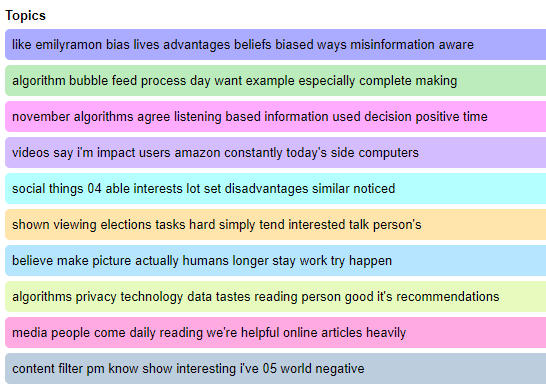 Topics
like emilyramon bias lives advantages beliefs biased ways misinformation aware
algorithm bubble feed process day want example especially complete making
november algorithms agree listening based information used decision positive time
videos say i'm impact users amazon constantly today's side computers
social things 04 able interests lot set disadvantages similar noticed
shown viewing elections tasks hard simply tend interested talk person's
believe make picture actually humans longer stay work try happen
algorithms privacy technology data tastes reading person good it's recommendations
media people come daily reading we're helpful online articles heavily
content filter pm know show interesting i've 05 world negative